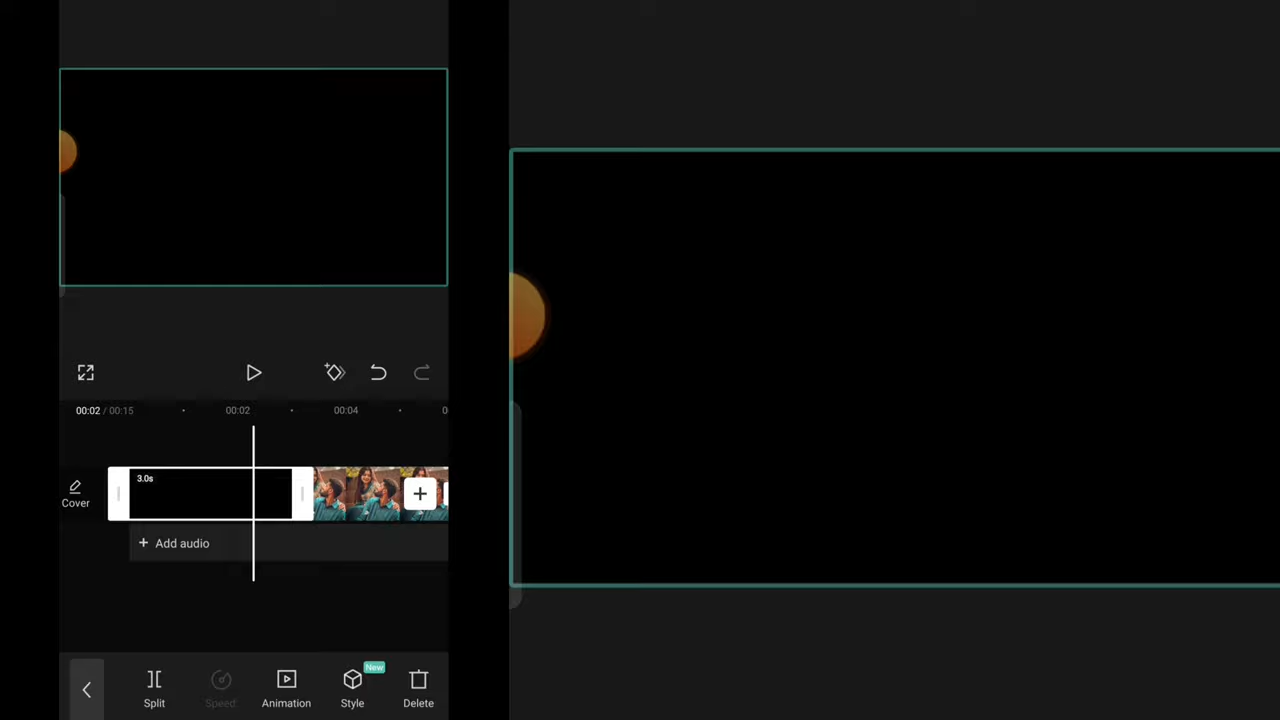 00:02 / 00:15
00:02
00:04
3.0s
Cover
+ Add audio
New
Split
Speed
Animation
Style
Delete